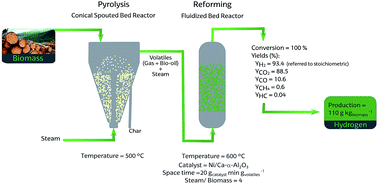 Pyrolysis
Conical Spouted Bed Reactor
Reforming
Fluidized Bed Reactor
Biomass
Volatiles
(Gas + Bio-oil)
+
Steam
Steam
Char
Temperature = 500 ºC
Temperature = 600 ºC
Catalyst = Ni/Ca-α-Al₂O₃
Space time = 20 gcatalyst min gvolatiles⁻¹
Steam/ Biomass = 4
Conversion = 100 %
Yields (%):
YH₂ = 93.4 (referred to stoichiometric)
YCO₂ = 88.5
YCO = 10.6
YCH₄ = 0.6
YHC = 0.04
Production =
110 g kgbiomass⁻¹
Hydrogen